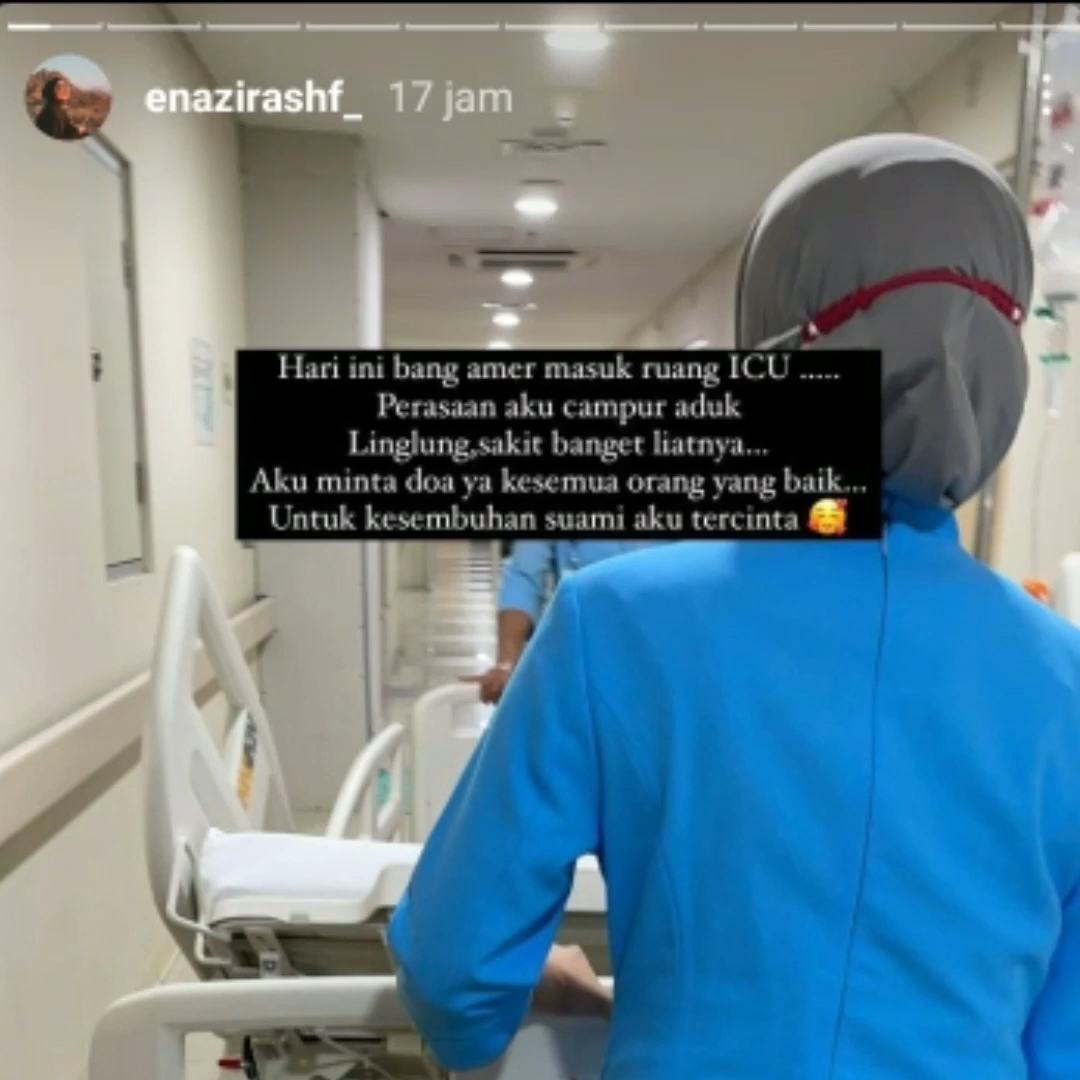 enazirashf_ 17 jam
Hari ini bang amer masuk ruang ICU .....
Perasaan aku campur aduk
Linglung,sakit banget liatnya...
Aku minta doa ya kesemua orang yang baik...
Untuk kesembuhan suami aku tercinta 🥰